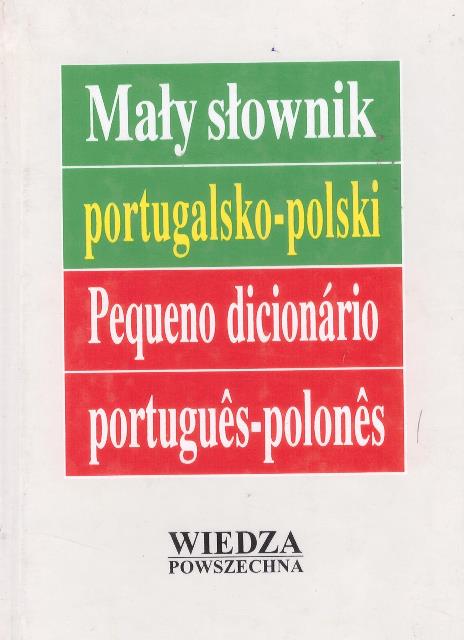 Mały słownik
portugalsko-polski
Pequeno dicionário
português-polonês
WIEDZA
POWSZECHNA